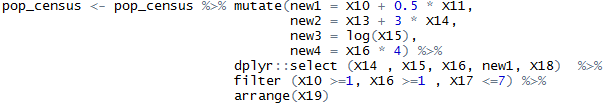 pop_census <- pop_census %>% mutate(new1 = X10 + 0.5 * X11,
new2 = X13 + 3 * X14,
new3 = log(X15),
new4 = X16 * 4) %>%
dplyr::select (X14 , X15, X16, new1, X18)  %>%
filter (X10 >=1, X16 >=1 , X17 <=7) %>%
arrange(X19)